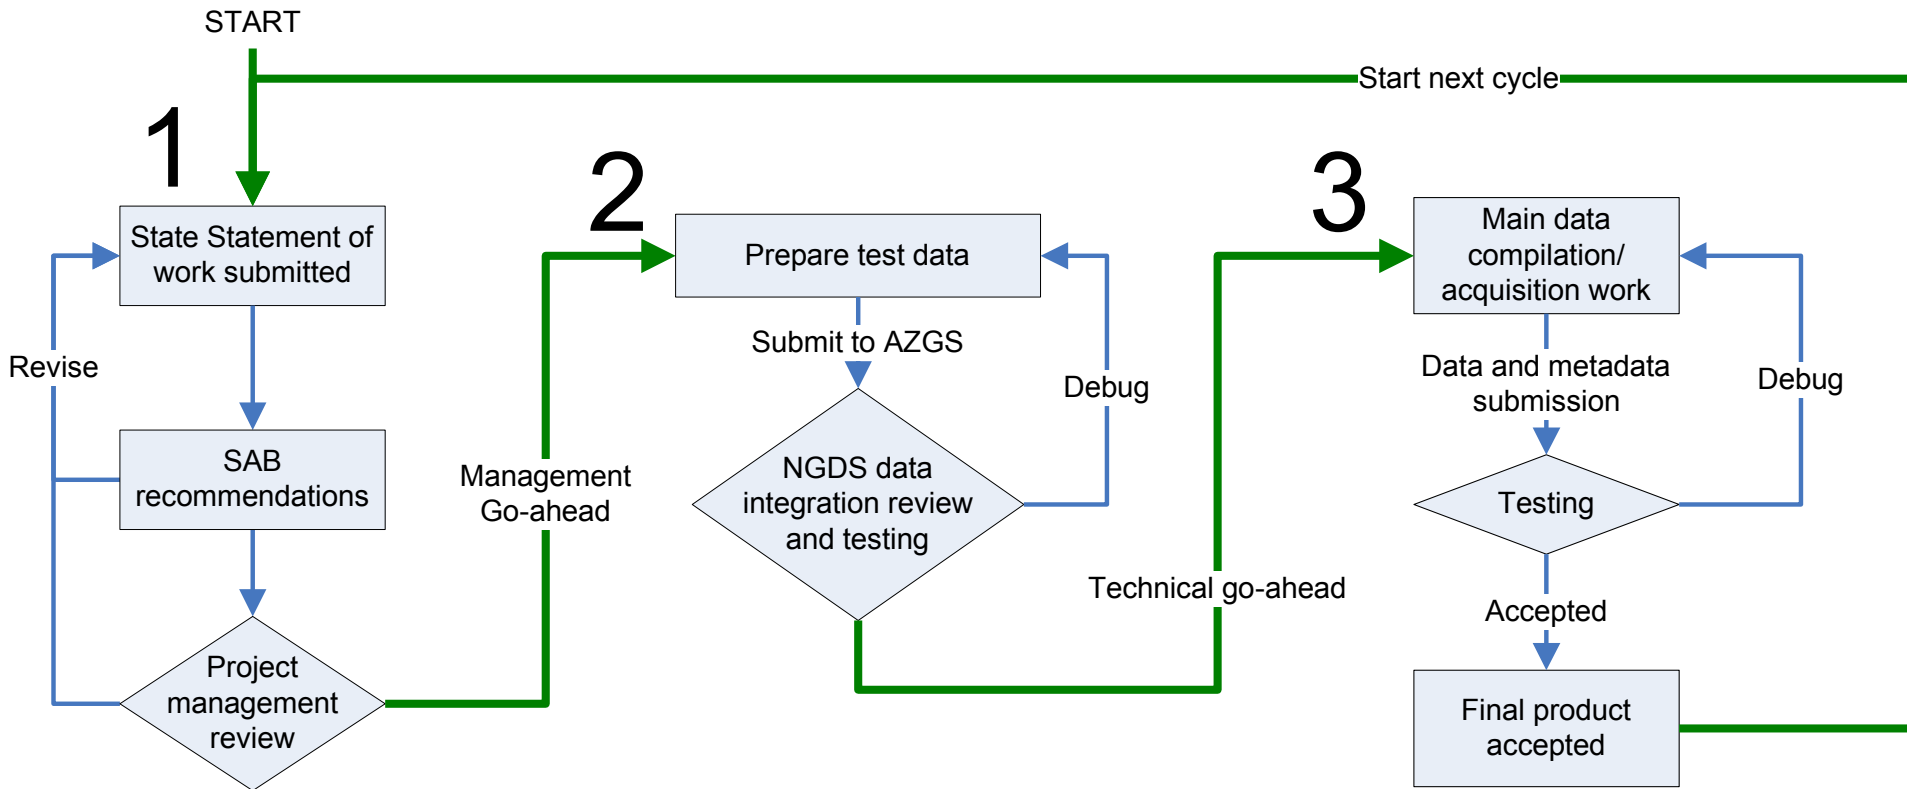 START
Start next cycle
1
State Statement of
work submitted
Revise
SAB
recommendations
Project
management
review
Management
Go-ahead
2
Prepare test data
Submit to AZGS
Debug
NGDS data
integration review
and testing
Technical go-ahead
3
Main data
compilation/
acquisition work
Data and metadata
submission
Debug
Testing
Accepted
Final product
accepted